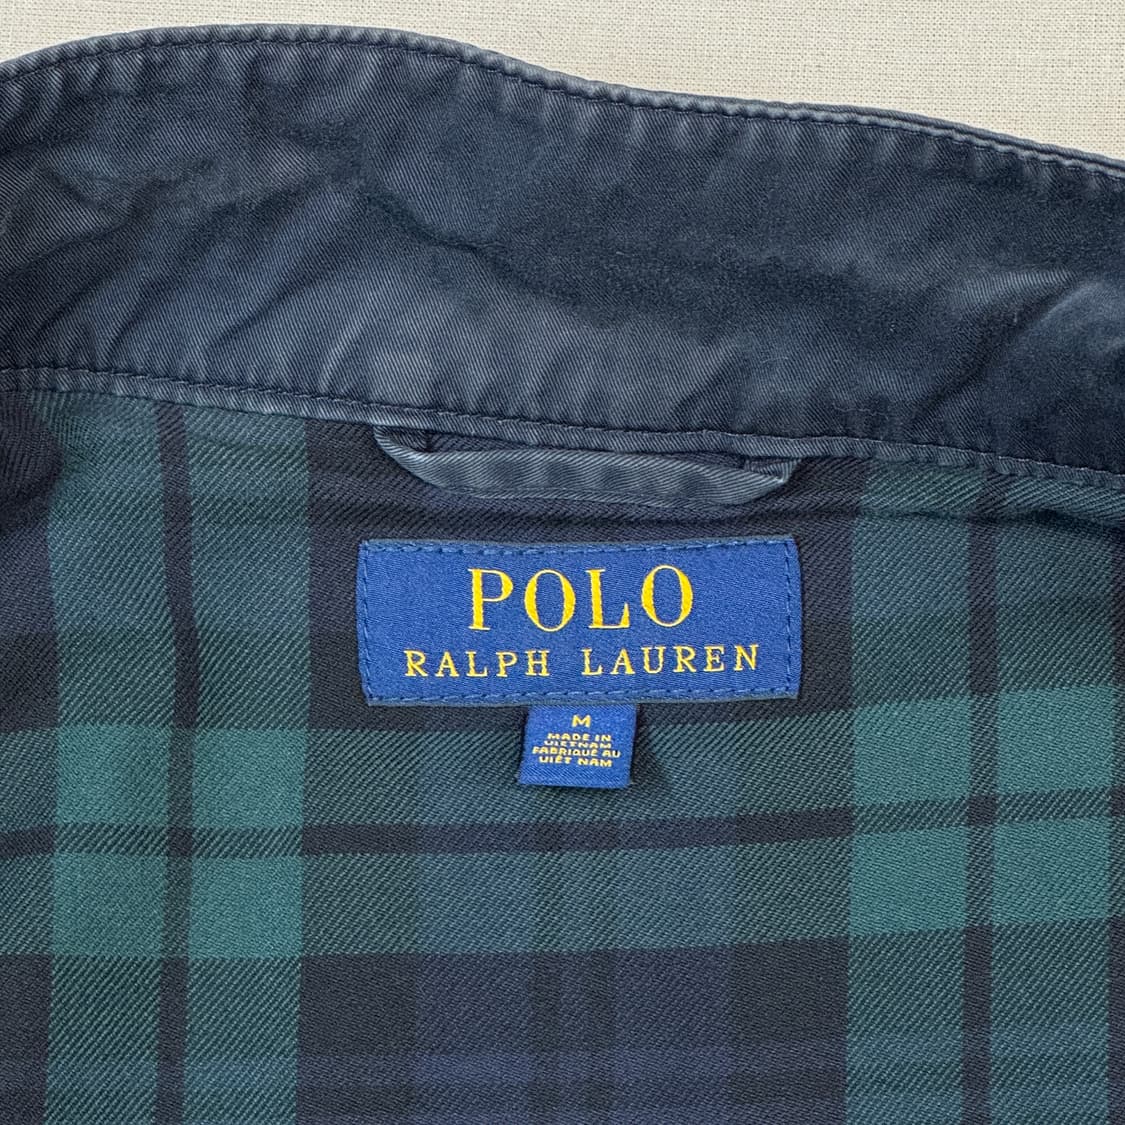 POLO
RALPH LAUREN
M
MADE IN
VIETNAM
FABRIQUÉ AU
VIÊT NAM